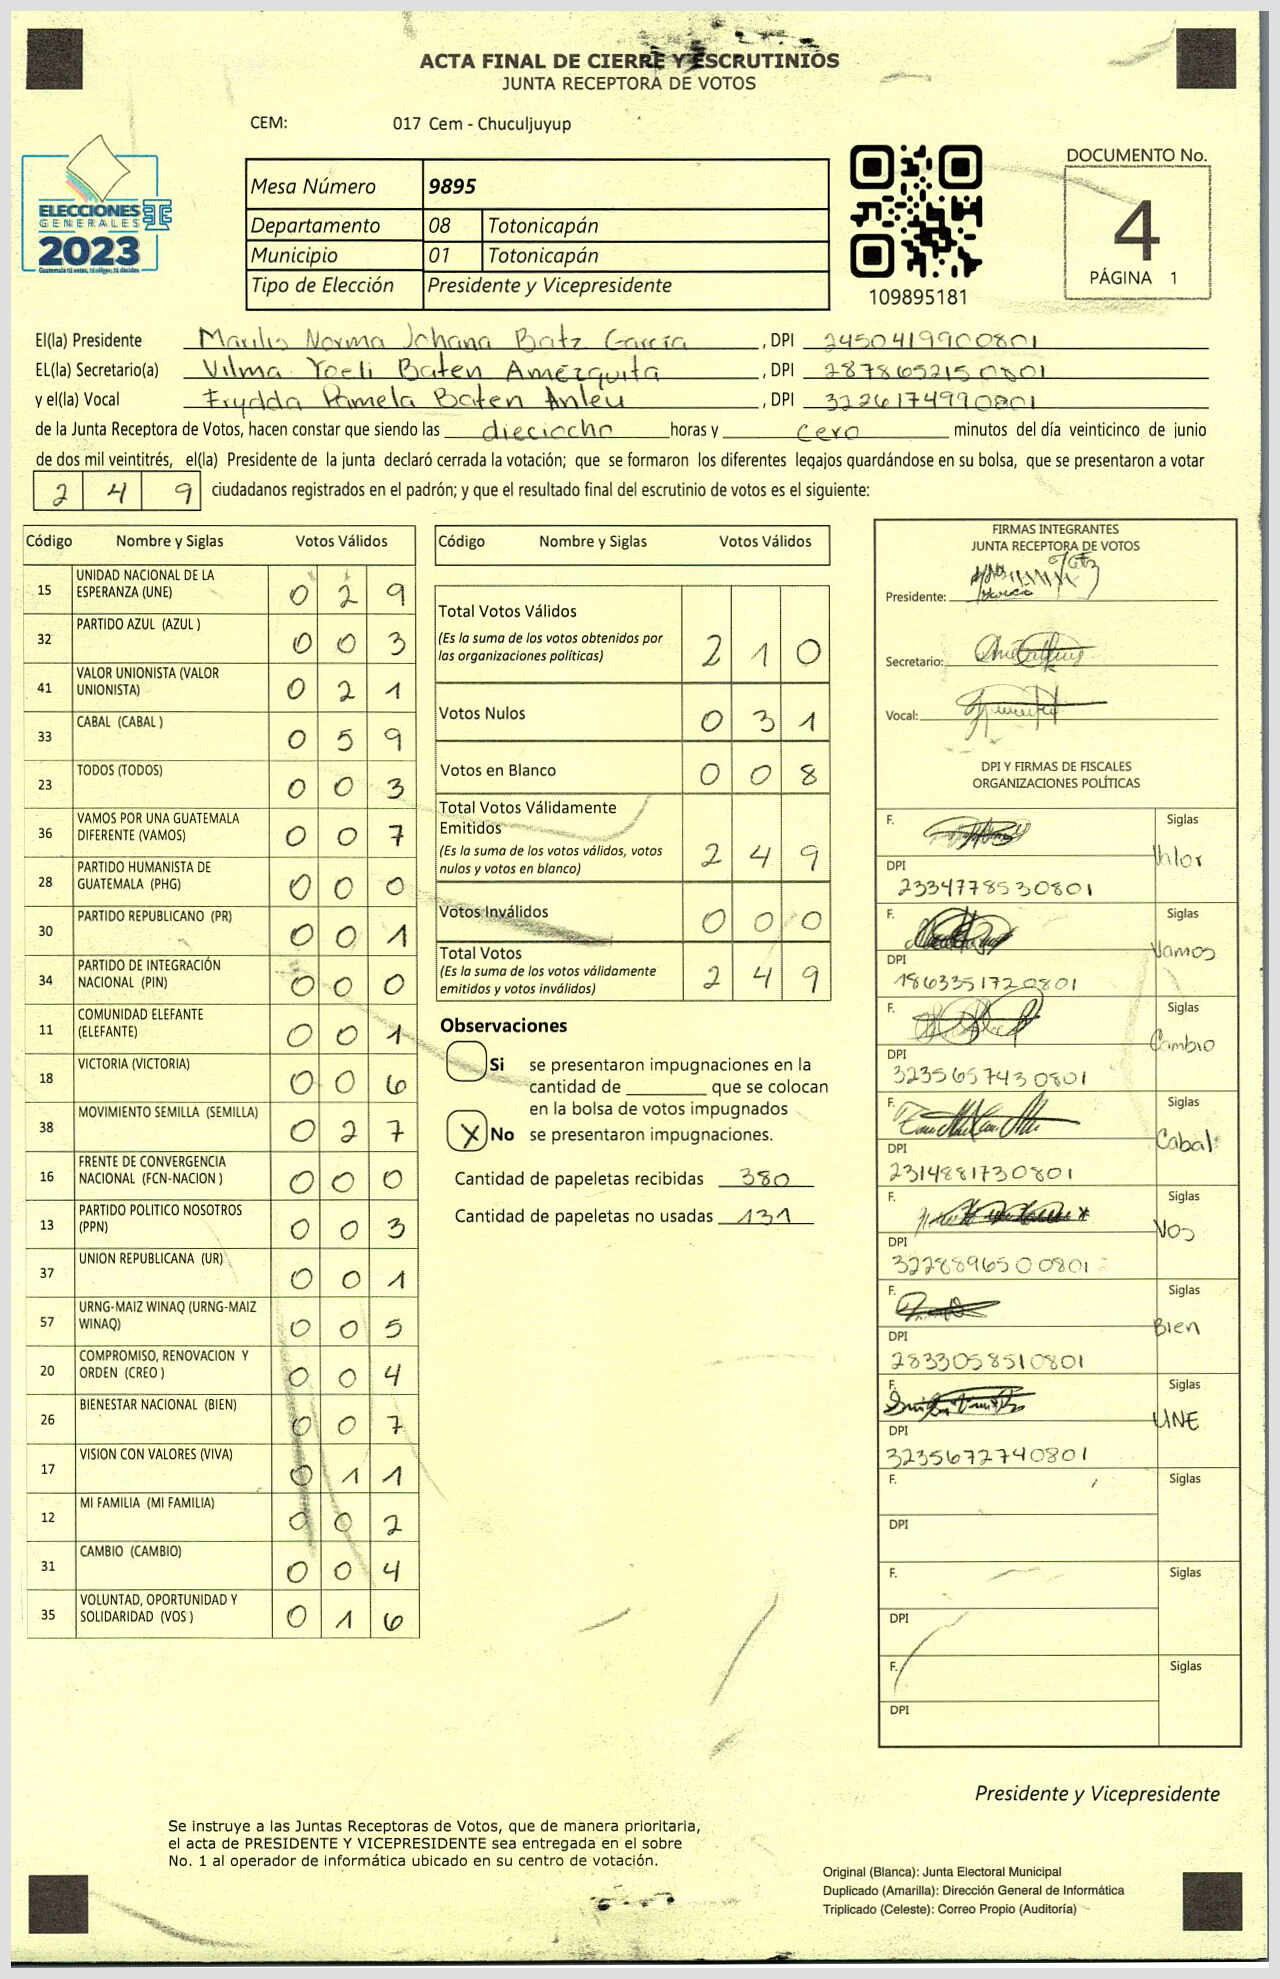 ACTA FINAL DE CIERRE Y ESCRUTINIOS
JUNTA RECEPTORA DE VOTOS
CEM: 017 Cem - Chuculjuyup
ELECCIONES
GENERALES
2023
Mesa Número 9895
Departamento 08 Totonicapán
Municipio 01 Totonicapán
Tipo de Elección Presidente y Vicepresidente
109895181
DOCUMENTO No.
4
PÁGINA 1
El(la) Presidente Norma Johana Batz García, DPI 2450419900801
EL(la) Secretario(a) Vilma Yoeli Baten Amezquita, DPI 2878652150801
y el(la) Vocal Frydda Pamela Baten Anleu, DPI 3226174990801
de la Junta Receptora de Votos, hacen constar que siendo las dieciocho horas y cero minutos del día veinticinco de junio
de dos mil veintitrés, el(la) Presidente de la junta declaró cerrada la votación; que se formaron los diferentes legajos guardándose en su bolsa, que se presentaron a votar
2 4 9 ciudadanos registrados en el padrón; y que el resultado final del escrutinio de votos es el siguiente:
Código Nombre y Siglas Votos Válidos
15 UNIDAD NACIONAL DE LA ESPERANZA (UNE) 0 2 9
32 PARTIDO AZUL (AZUL ) 0 0 3
41 VALOR UNIONISTA (VALOR UNIONISTA) 0 2 1
33 CABAL (CABAL ) 0 5 9
23 TODOS (TODOS) 0 0 3
36 VAMOS POR UNA GUATEMALA DIFERENTE (VAMOS) 0 0 7
28 PARTIDO HUMANISTA DE GUATEMALA (PHG) 0 0 0
30 PARTIDO REPUBLICANO (PR) 0 0 1
34 PARTIDO DE INTEGRACIÓN NACIONAL (PIN) 0 0 0
11 COMUNIDAD ELEFANTE (ELEFANTE) 0 0 1
18 VICTORIA (VICTORIA) 0 0 6
38 MOVIMIENTO SEMILLA (SEMILLA) 0 2 7
16 FRENTE DE CONVERGENCIA NACIONAL (FCN-NACION ) 0 0 0
13 PARTIDO POLITICO NOSOTROS (PPN) 0 0 3
37 UNION REPUBLICANA (UR) 0 0 1
57 URNG-MAIZ WINAQ (URNG-MAIZ WINAQ) 0 0 5
20 COMPROMISO, RENOVACION Y ORDEN (CREO ) 0 0 4
26 BIENESTAR NACIONAL (BIEN) 0 0 7
17 VISION CON VALORES (VIVA) 0 1 1
12 MI FAMILIA (MI FAMILIA) 0 0 2
31 CAMBIO (CAMBIO) 0 0 4
35 VOLUNTAD, OPORTUNIDAD Y SOLIDARIDAD (VOS ) 0 1 6
Código Nombre y Siglas Votos Válidos
Total Votos Válidos 2 1 0
(Es la suma de los votos obtenidos por
las organizaciones políticas)
Votos Nulos 0 3 1
Votos en Blanco 0 0 8
Total Votos Válidamente
Emitidos 2 4 9
(Es la suma de los votos válidos, votos
nulos y votos en blanco)
Votos Inválidos 0 0 0
Total Votos 2 4 9
(Es la suma de los votos válidamente
emitidos y votos inválidos)
Observaciones
Si se presentaron impugnaciones en la
cantidad de ________ que se colocan
en la bolsa de votos impugnados
X No se presentaron impugnaciones.
Cantidad de papeletas recibidas 380
Cantidad de papeletas no usadas 131
FIRMAS INTEGRANTES
JUNTA RECEPTORA DE VOTOS
Presidente:
Secretario:
Vocal:
DPI Y FIRMAS DE FISCALES
ORGANIZACIONES POLÍTICAS
F. Siglas Valor
DPI 2334778530801
F. Siglas Vamos
DPI 1863351720801
F. Siglas Cambio
DPI 3235657430801
F. Siglas Cabal
DPI 2314881730801
F. Siglas Vos
DPI 3228896500801
F. Siglas Bien
DPI 2833058510801
F. Siglas UNE
DPI 3235672740801
F. Siglas
DPI
F. Siglas
DPI
F. Siglas
DPI
Presidente y Vicepresidente
Se instruye a las Juntas Receptoras de Votos, que de manera prioritaria,
el acta de PRESIDENTE Y VICEPRESIDENTE sea entregada en el sobre
No. 1 al operador de informática ubicado en su centro de votación.
Original (Blanca): Junta Electoral Municipal
Duplicado (Amarilla): Dirección General de Informática
Triplicado (Celeste): Correo Propio (Auditoría)